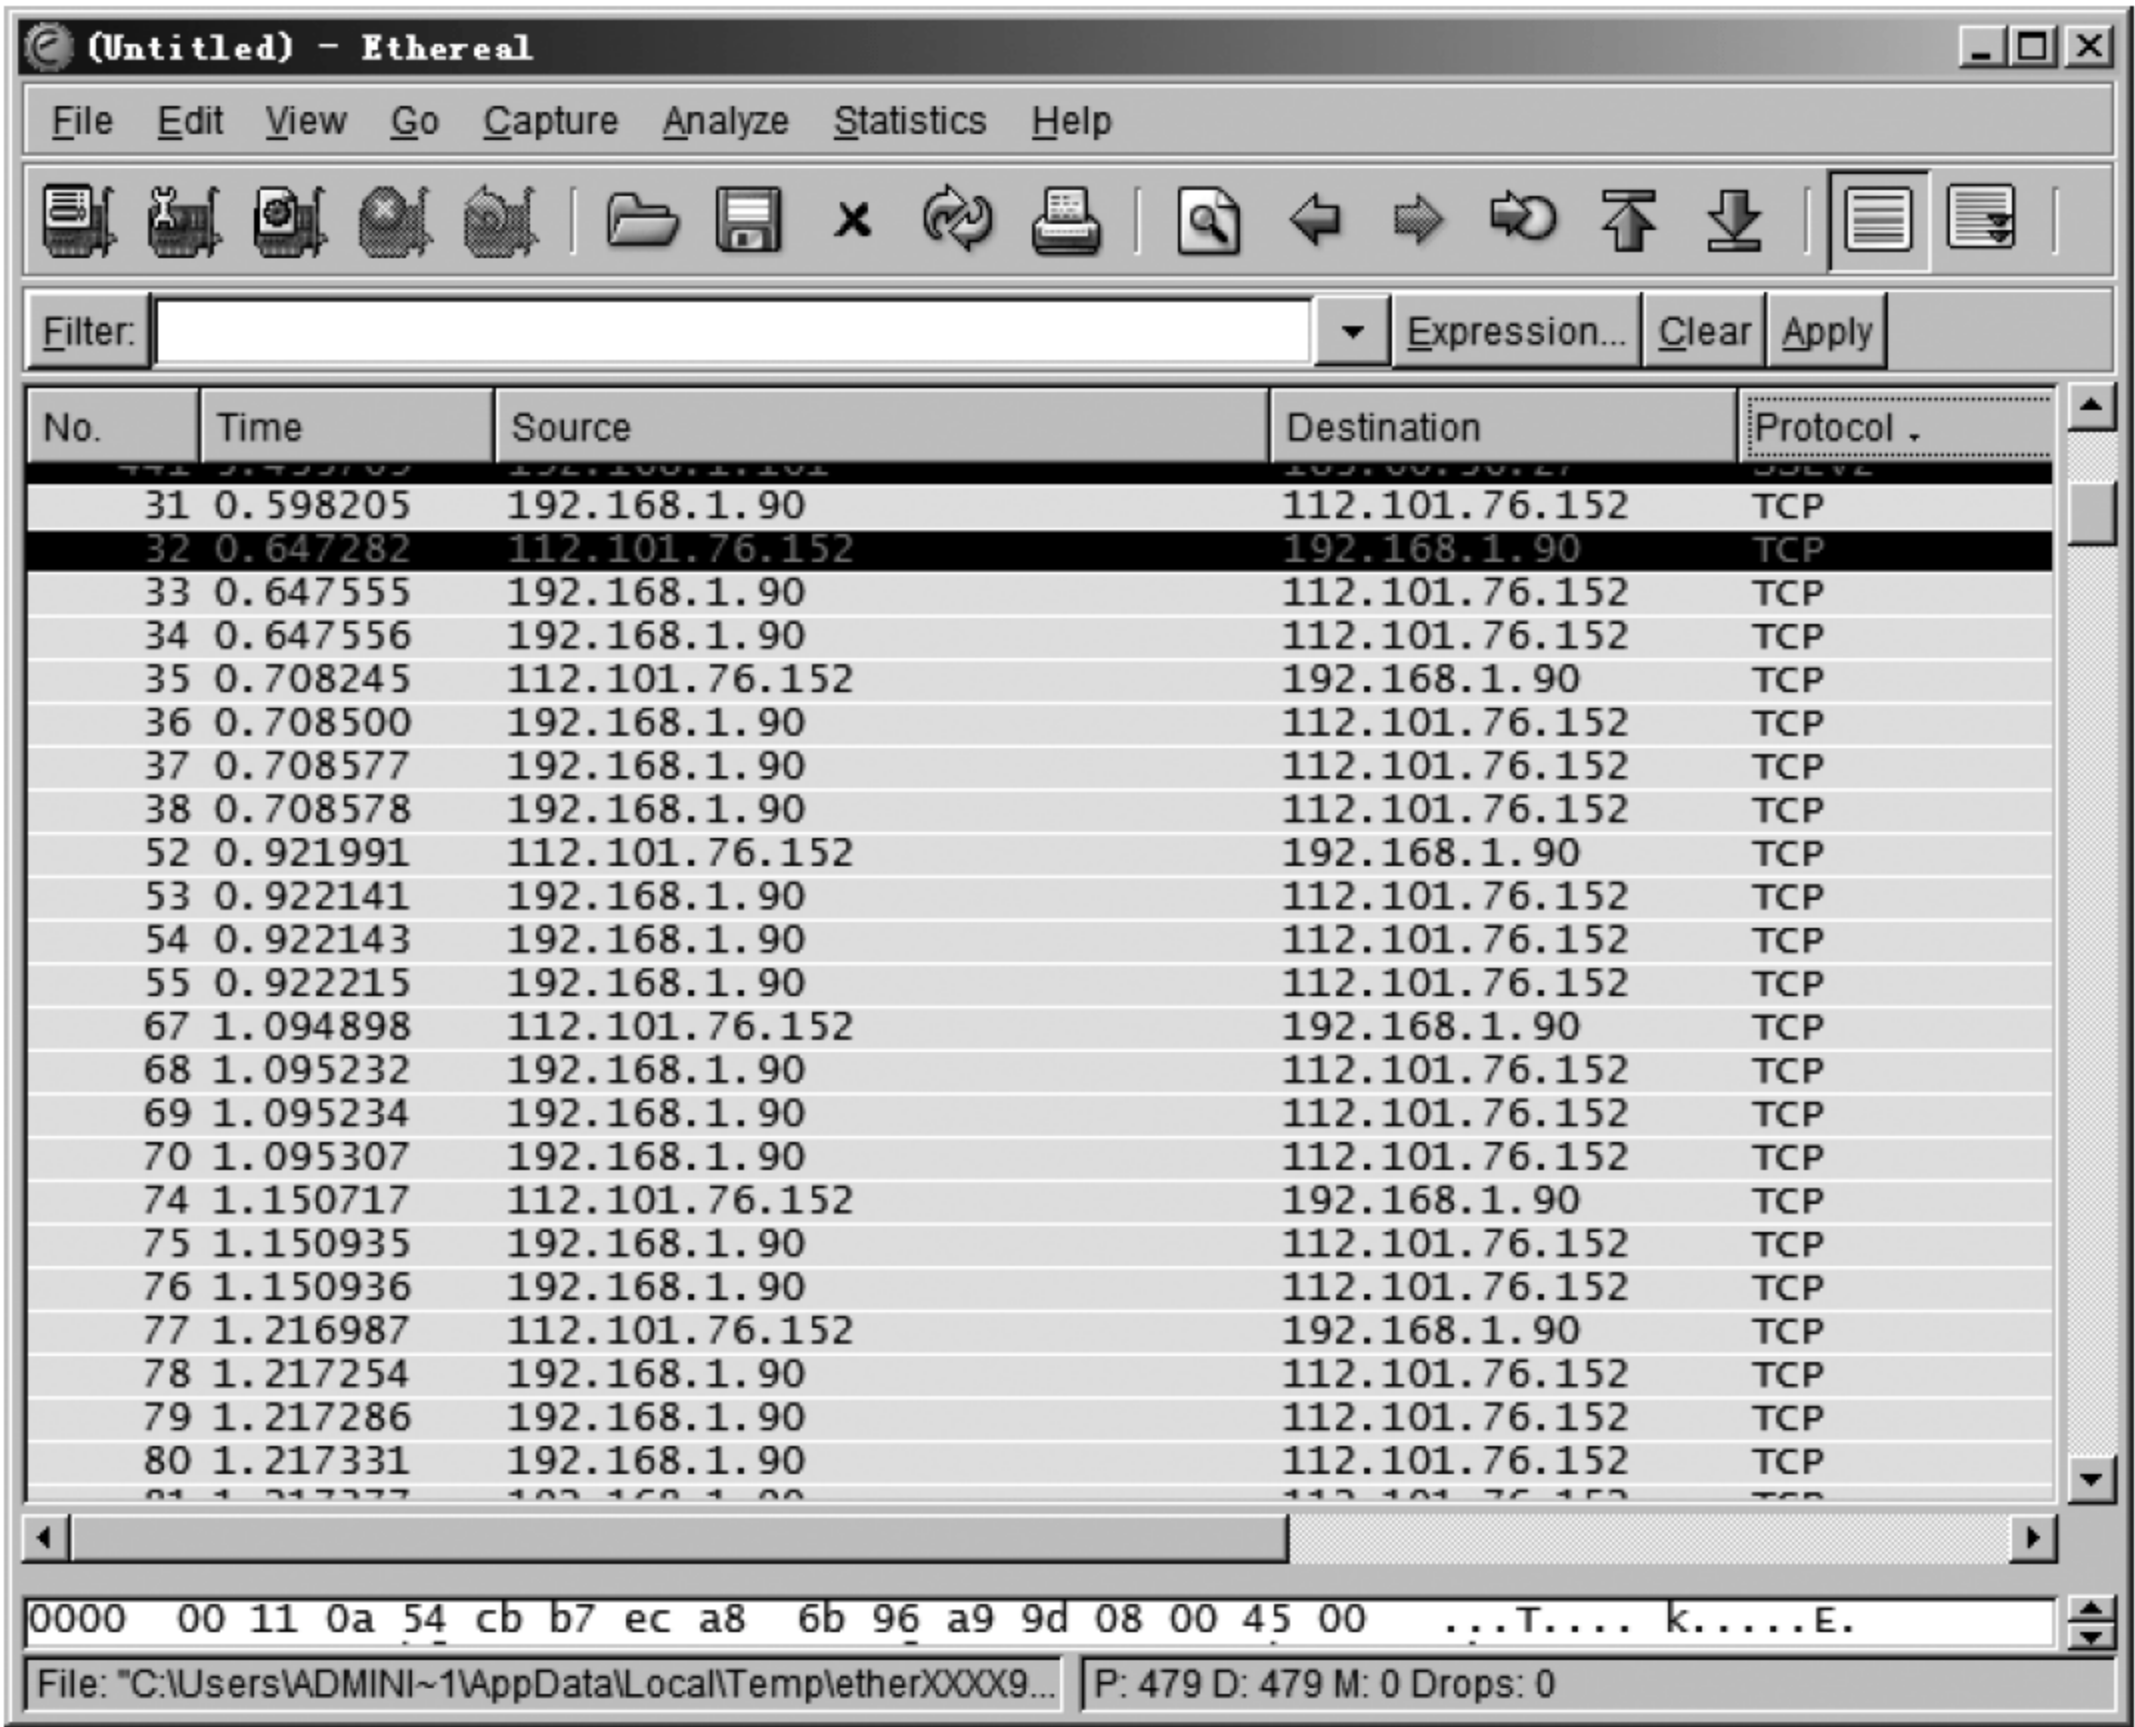 (Untitled) - Ethereal
File Edit View Go Capture Analyze Statistics Help
Filter: Expression... Clear Apply
No. Time Source Destination Protocol
31 0.598205 192.168.1.90 112.101.76.152 TCP
32 0.647282 112.101.76.152 192.168.1.90 TCP
33 0.647555 192.168.1.90 112.101.76.152 TCP
34 0.647556 192.168.1.90 112.101.76.152 TCP
35 0.708245 112.101.76.152 192.168.1.90 TCP
36 0.708500 192.168.1.90 112.101.76.152 TCP
37 0.708577 192.168.1.90 112.101.76.152 TCP
38 0.708578 192.168.1.90 112.101.76.152 TCP
52 0.921991 112.101.76.152 192.168.1.90 TCP
53 0.922141 192.168.1.90 112.101.76.152 TCP
54 0.922143 192.168.1.90 112.101.76.152 TCP
55 0.922215 192.168.1.90 112.101.76.152 TCP
67 1.094898 112.101.76.152 192.168.1.90 TCP
68 1.095232 192.168.1.90 112.101.76.152 TCP
69 1.095234 192.168.1.90 112.101.76.152 TCP
70 1.095307 192.168.1.90 112.101.76.152 TCP
74 1.150717 112.101.76.152 192.168.1.90 TCP
75 1.150935 192.168.1.90 112.101.76.152 TCP
76 1.150936 192.168.1.90 112.101.76.152 TCP
77 1.216987 112.101.76.152 192.168.1.90 TCP
78 1.217254 192.168.1.90 112.101.76.152 TCP
79 1.217286 192.168.1.90 112.101.76.152 TCP
80 1.217331 192.168.1.90 112.101.76.152 TCP
0000 00 11 0a 54 cb b7 ec a8 6b 96 a9 9d 08 00 45 00 ...T.... k.....E.
File: "C:\Users\ADMINI~1\AppData\Local\Temp\etherXXXX9... P: 479 D: 479 M: 0 Drops: 0